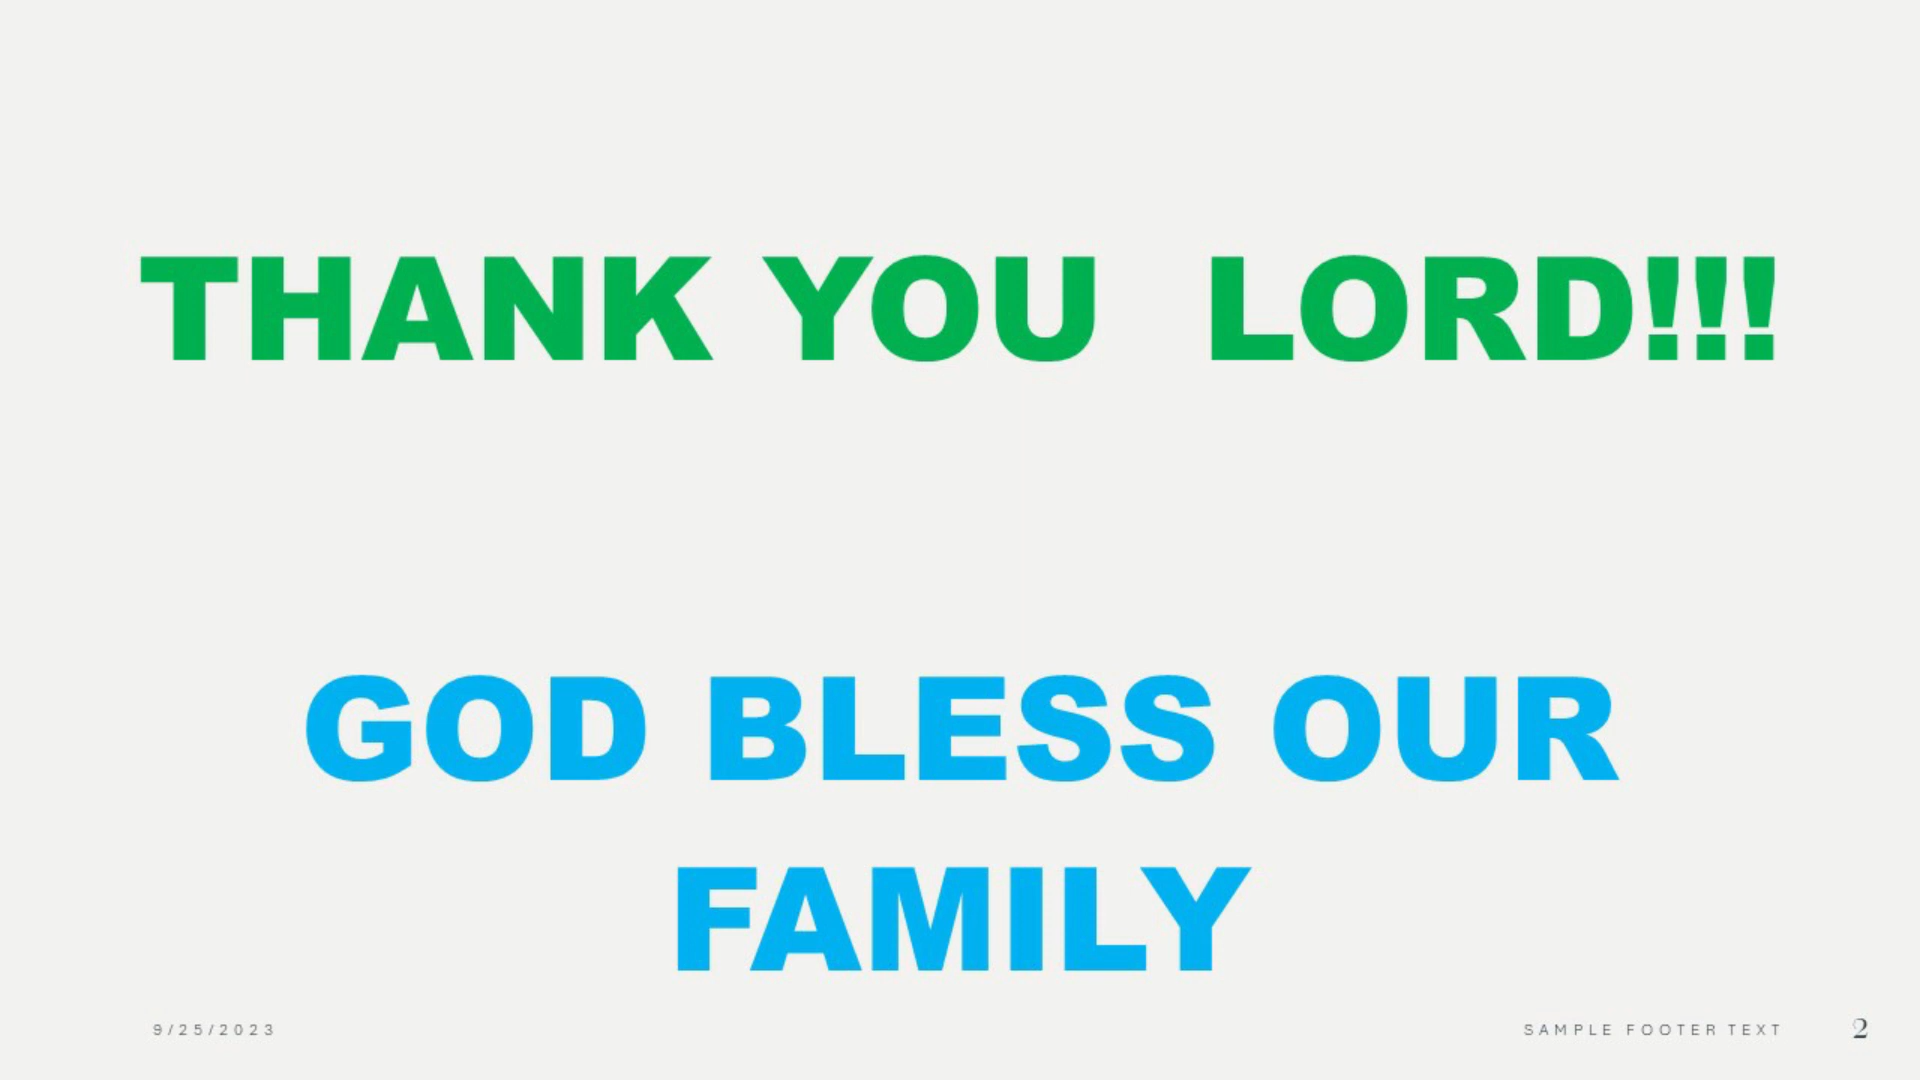 THANK YOU  LORD!!!
GOD BLESS OUR
FAMILY
9/25/2023
SAMPLE FOOTER TEXT
2